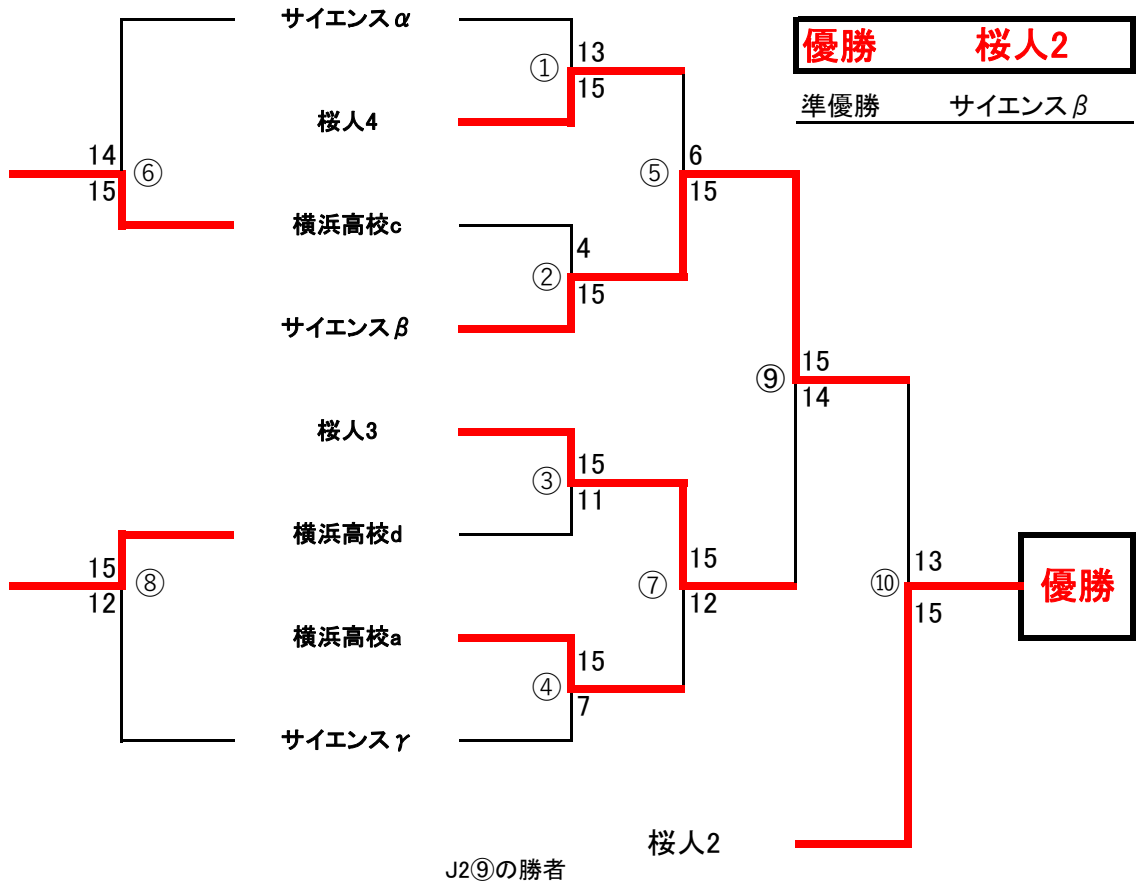 サイエンスα
優勝 桜人2
① 13
15
準優勝 サイエンスβ
桜人4
14 ⑥
15
⑤ 6
15
横浜高校c
② 4
15
サイエンスβ
⑨ 15
14
桜人3
③ 15
11
横浜高校d
15 ⑧
12
⑦ 15
12
⑩ 13
15
優勝
横浜高校a
④ 15
7
サイエンスγ
桜人2
J2⑨の勝者